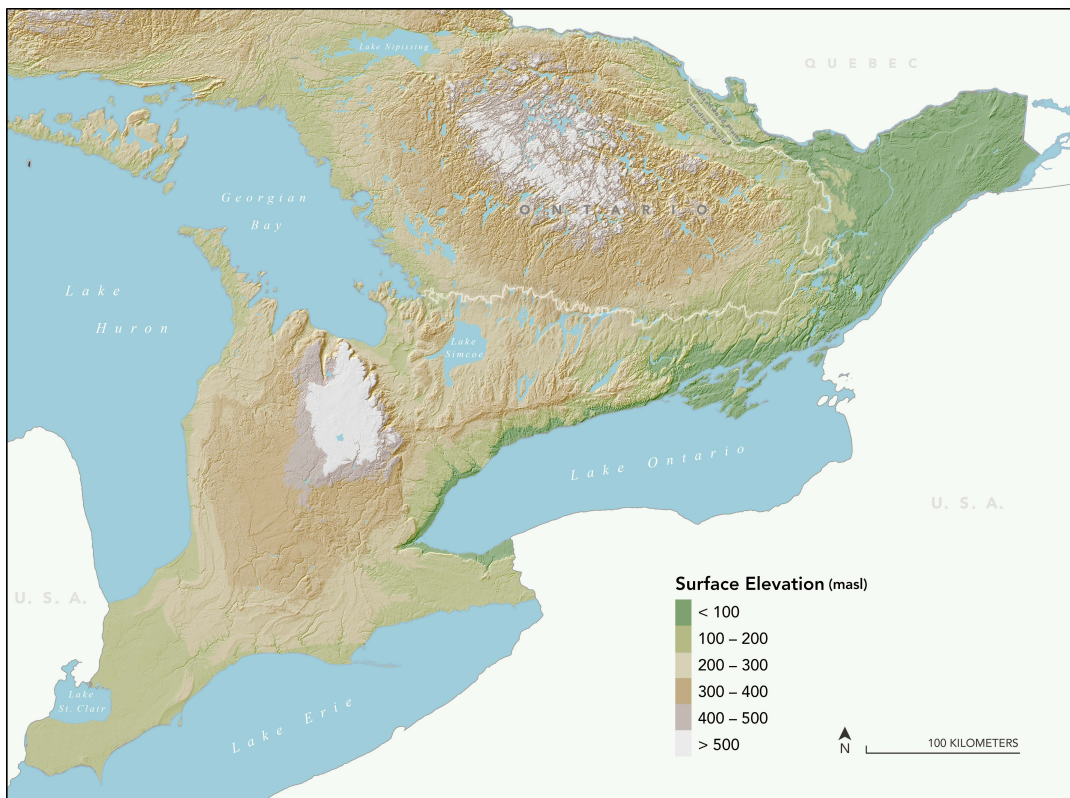 Lake Nipissing
QUEBEC
Georgian
Bay
ONTARIO
Lake
Huron
Lake
Simcoe
Lake Ontario
U. S. A.
U. S. A.
Lake
St. Clair
Lake Erie
Surface Elevation (masl)
< 100
100 – 200
200 – 300
300 – 400
400 – 500
> 500
N
100 KILOMETERS